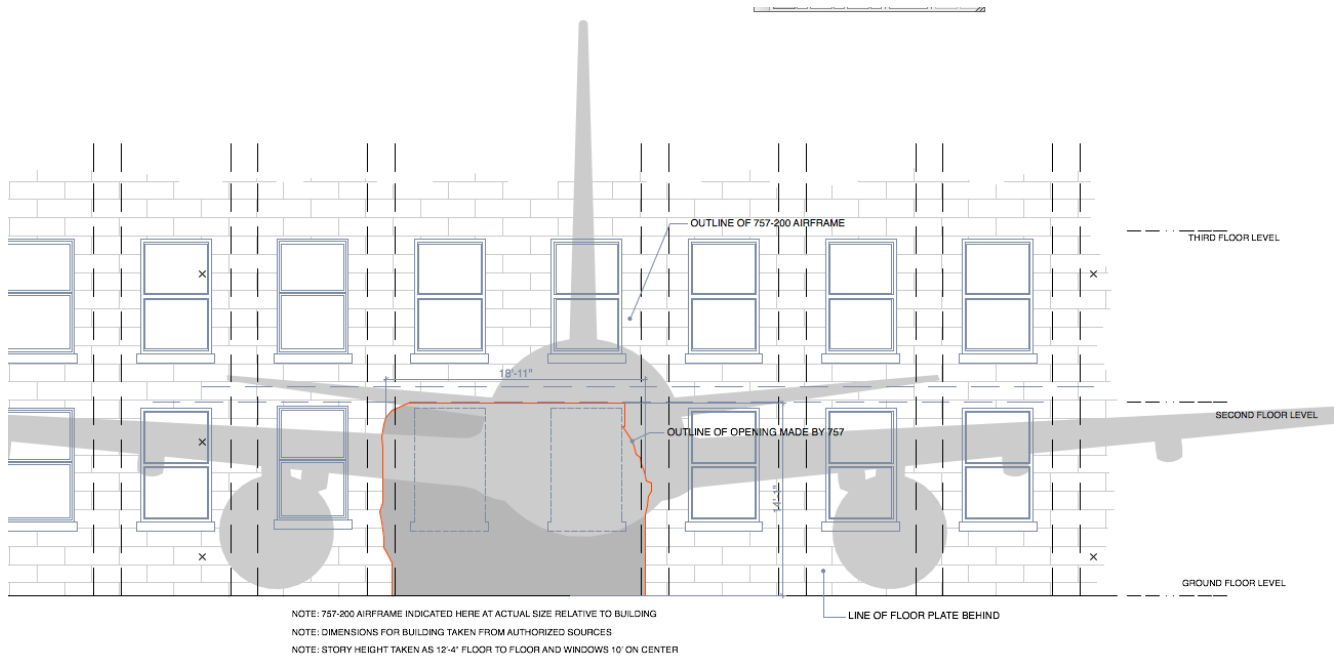 OUTLINE OF 757-200 AIRFRAME
THIRD FLOOR LEVEL
18'-11"
SECOND FLOOR LEVEL
OUTLINE OF OPENING MADE BY 757
14'-1"
GROUND FLOOR LEVEL
NOTE: 757-200 AIRFRAME INDICATED HERE AT ACTUAL SIZE RELATIVE TO BUILDING
LINE OF FLOOR PLATE BEHIND
NOTE: DIMENSIONS FOR BUILDING TAKEN FROM AUTHORIZED SOURCES
NOTE: STORY HEIGHT TAKEN AS 12'-4" FLOOR TO FLOOR AND WINDOWS 10' ON CENTER